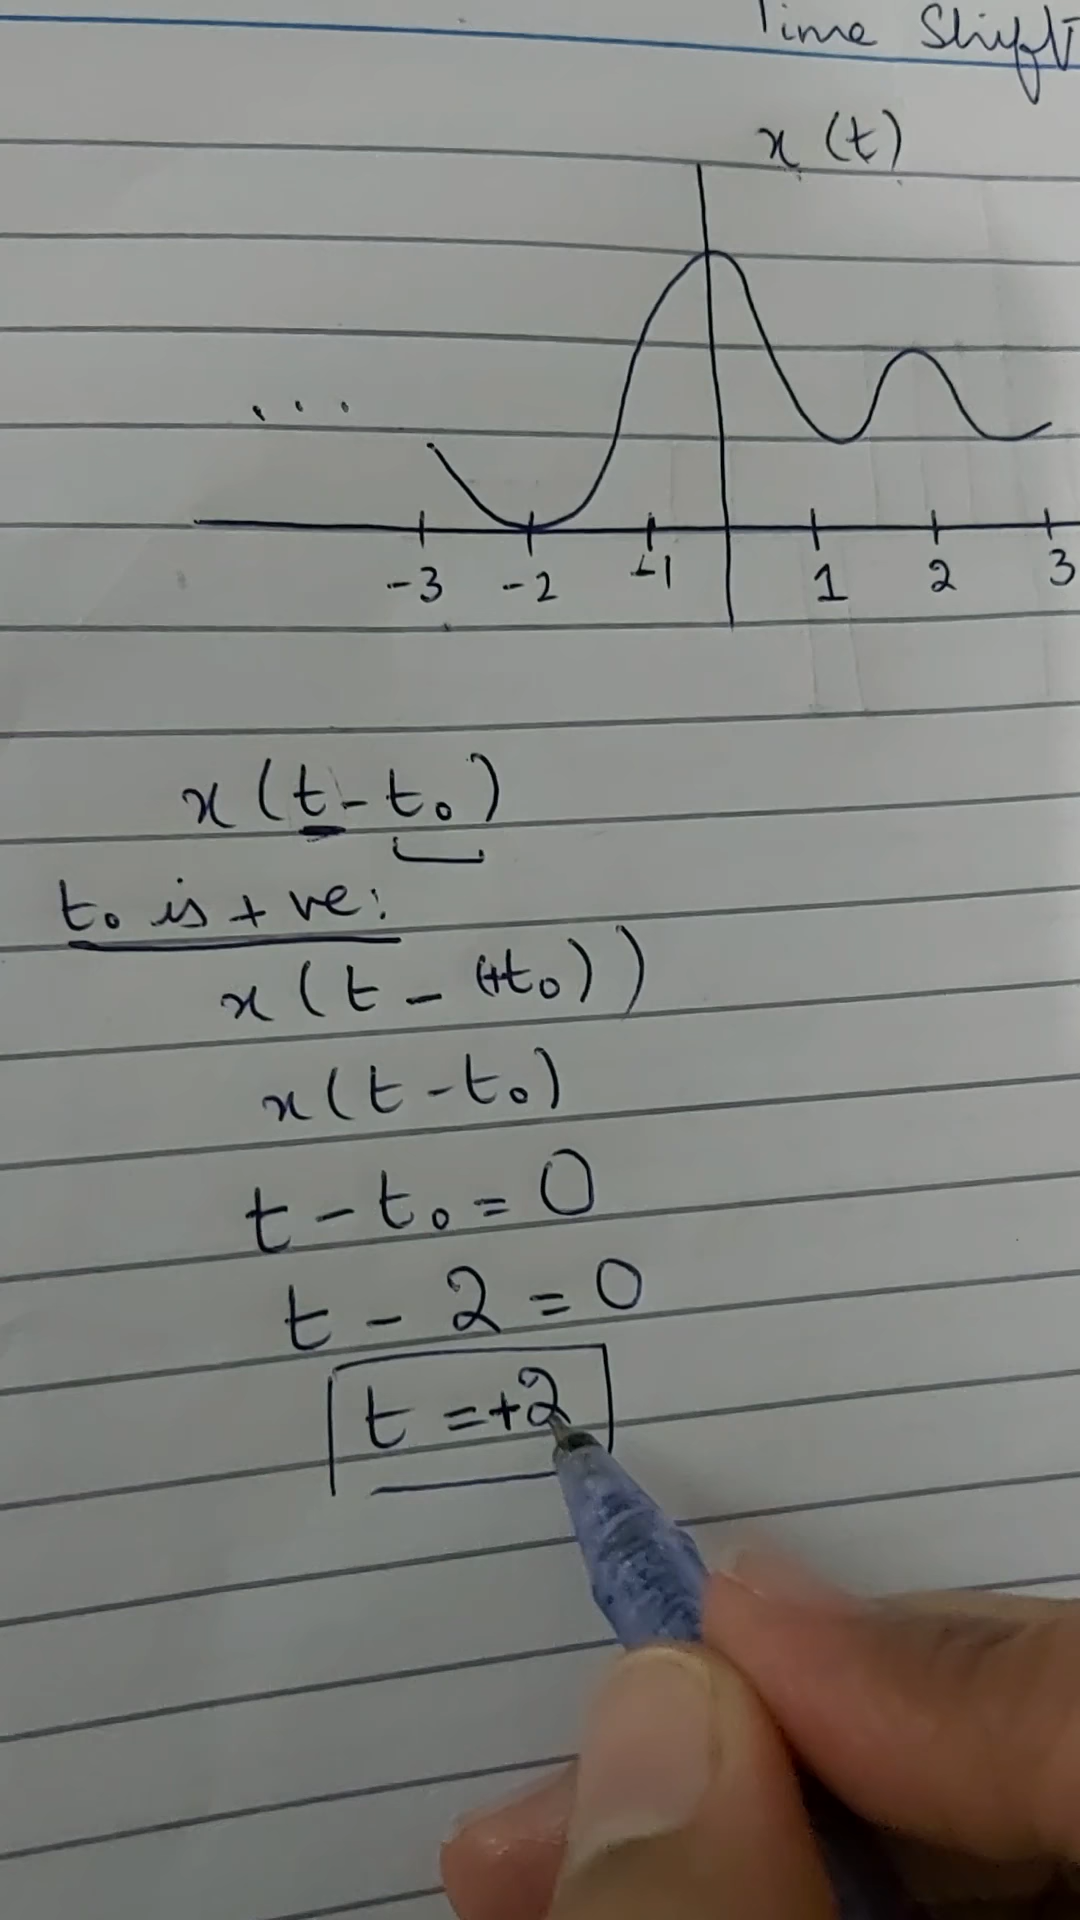 Time Shift
x (t)
...
-3 -2 -1 1 2 3
x (t - t₀)
t₀ is + ve:
x (t - (+t₀))
x (t - t₀)
t - t₀ = 0
t - 2 = 0
t = +2